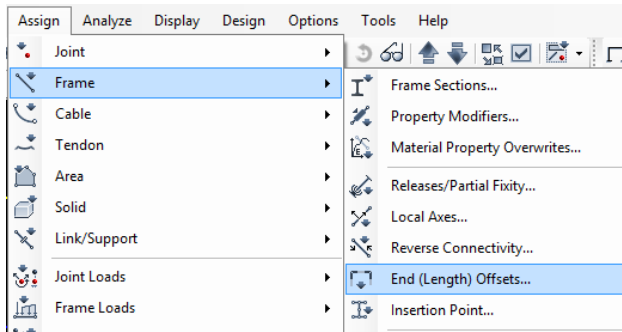 Assign Analyze Display Design Options Tools Help
Joint
Frame
Cable
Tendon
Area
Solid
Link/Support
Joint Loads
Frame Loads
Frame Sections...
Property Modifiers...
Material Property Overwrites...
Releases/Partial Fixity...
Local Axes...
Reverse Connectivity...
End (Length) Offsets...
Insertion Point...